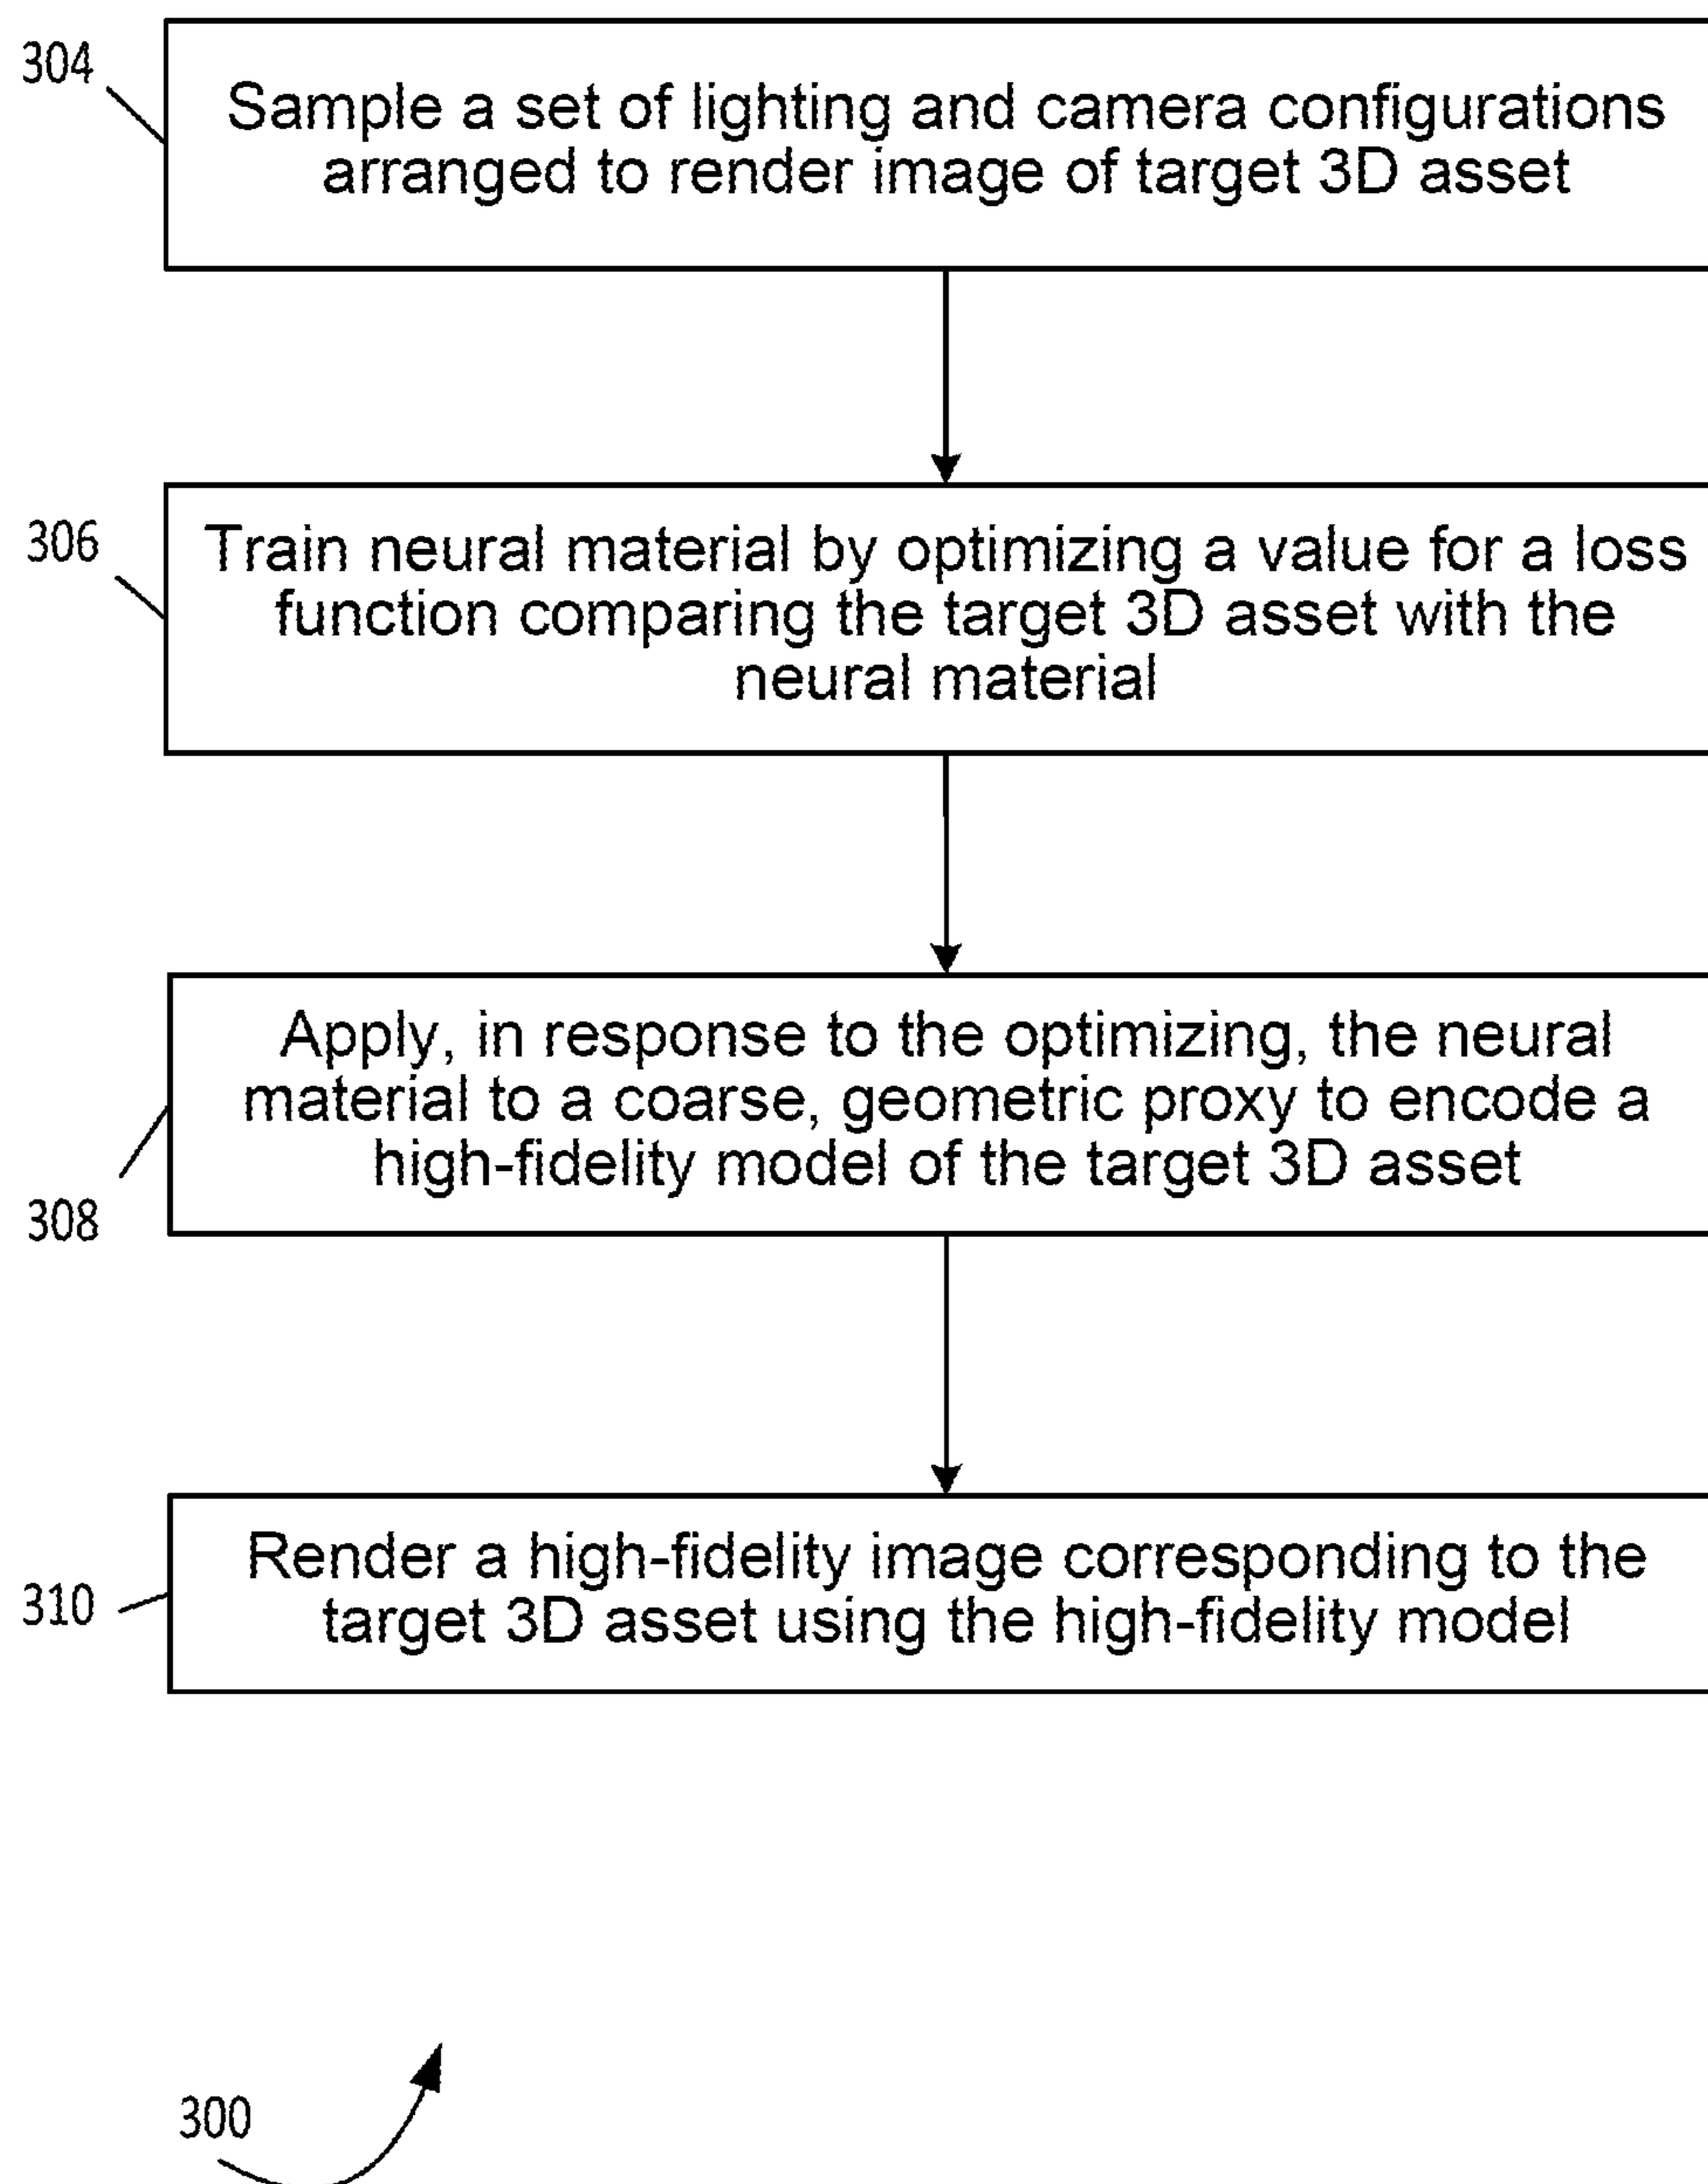 304
Sample a set of lighting and camera configurations
arranged to render image of target 3D asset
306
Train neural material by optimizing a value for a loss
function comparing the target 3D asset with the
neural material
Apply, in response to the optimizing, the neural
material to a coarse, geometric proxy to encode a
high-fidelity model of the target 3D asset
308
Render a high-fidelity image corresponding to the
target 3D asset using the high-fidelity model
310
300